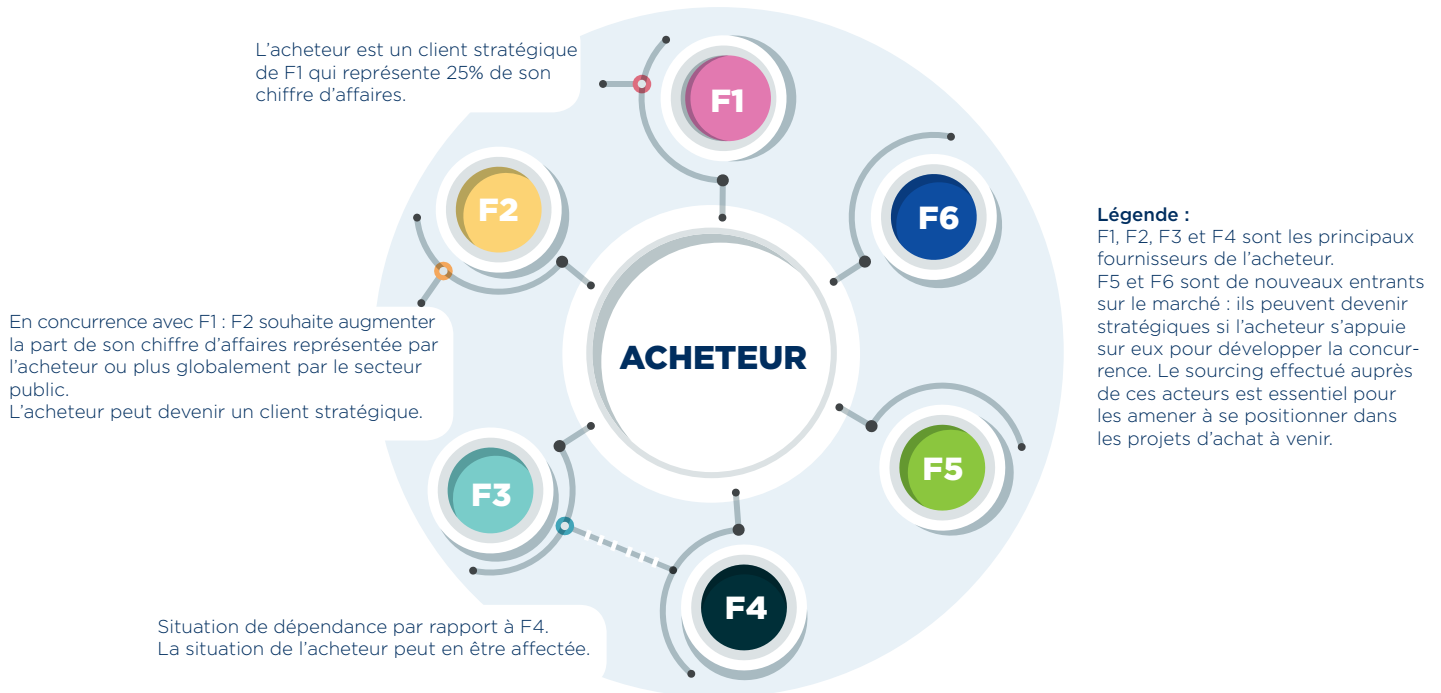 L'acheteur est un client stratégique
de F1 qui représente 25% de son
chiffre d'affaires.
F1
F2
F6
En concurrence avec F1 : F2 souhaite augmenter
la part de son chiffre d'affaires représentée par
l'acheteur ou plus globalement par le secteur
public.
L'acheteur peut devenir un client stratégique.
ACHETEUR
Légende :
F1, F2, F3 et F4 sont les principaux
fournisseurs de l'acheteur.
F5 et F6 sont de nouveaux entrants
sur le marché : ils peuvent devenir
stratégiques si l'acheteur s'appuie
sur eux pour développer la concur-
rence. Le sourcing effectué auprès
de ces acteurs est essentiel pour
les amener à se positionner dans
les projets d'achat à venir.
F3
F5
F4
Situation de dépendance par rapport à F4.
La situation de l'acheteur peut en être affectée.